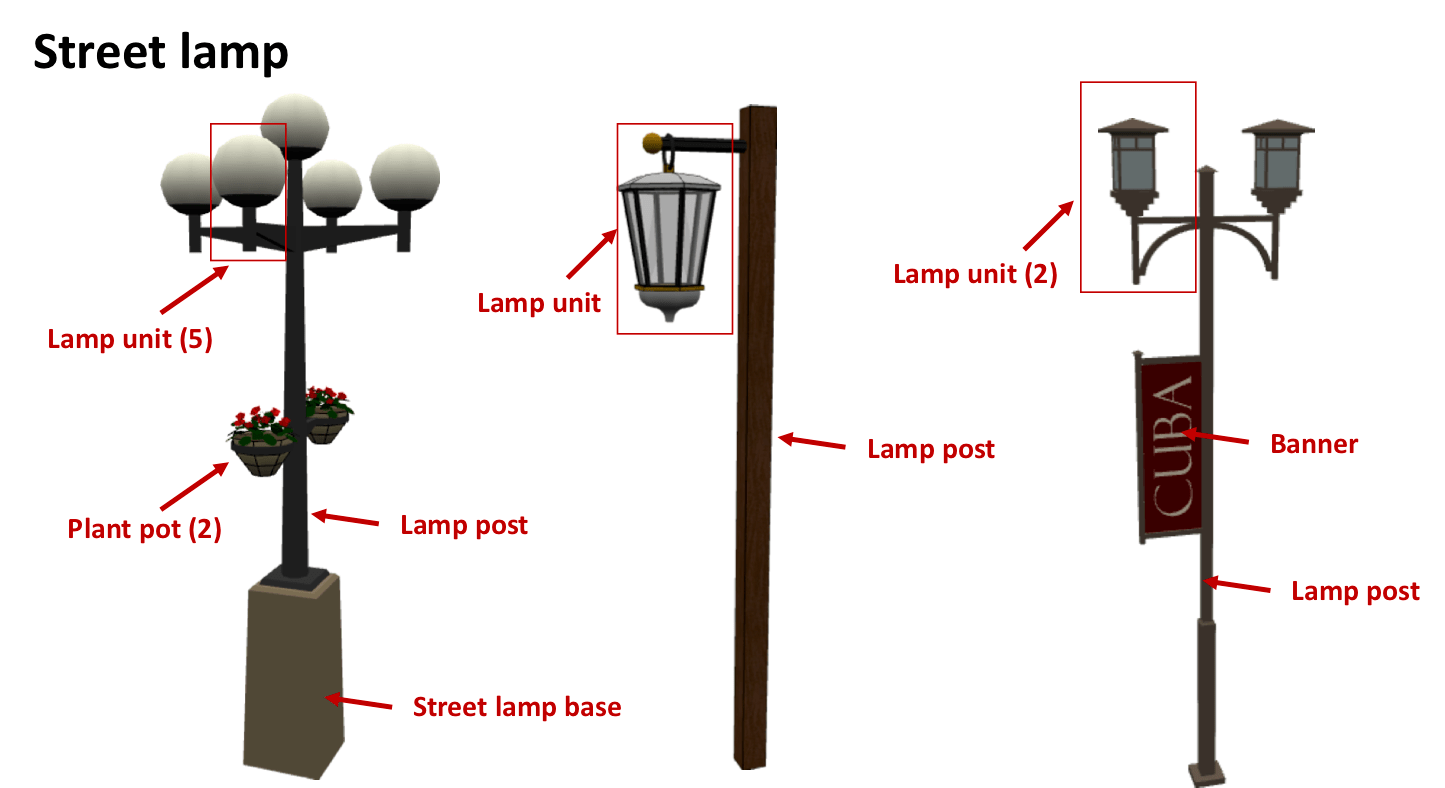 Street lamp
Lamp unit (5)
Plant pot (2)
Lamp post
Street lamp base
Lamp unit
Lamp post
Lamp unit (2)
CUBA
Banner
Lamp post